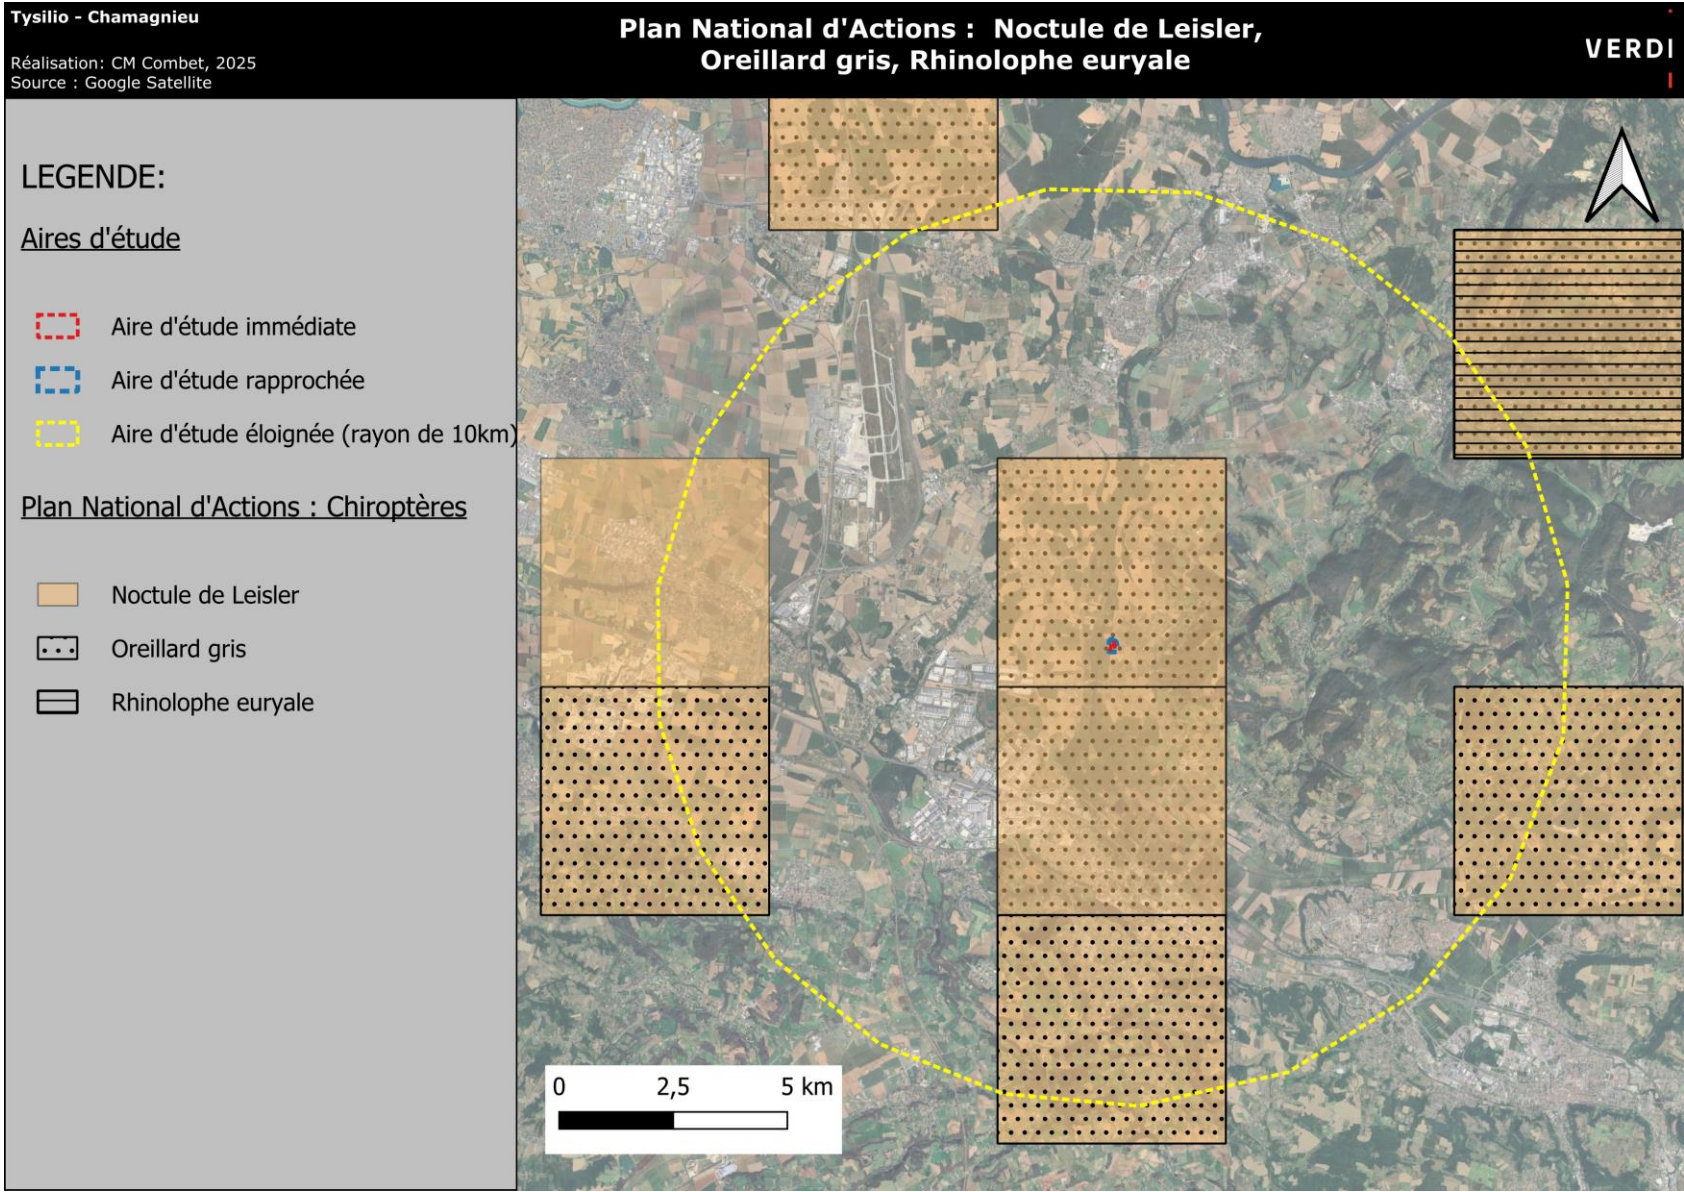 Tysilio - Chamagnieu
Réalisation: CM Combet, 2025
Source : Google Satellite
Plan National d'Actions :  Noctule de Leisler,
Oreillard gris, Rhinolophe euryale
VERDI
LEGENDE:
Aires d'étude
Aire d'étude immédiate
Aire d'étude rapprochée
Aire d'étude éloignée (rayon de 10km)
Plan National d'Actions : Chiroptères
Noctule de Leisler
Oreillard gris
Rhinolophe euryale
0 2,5 5 km